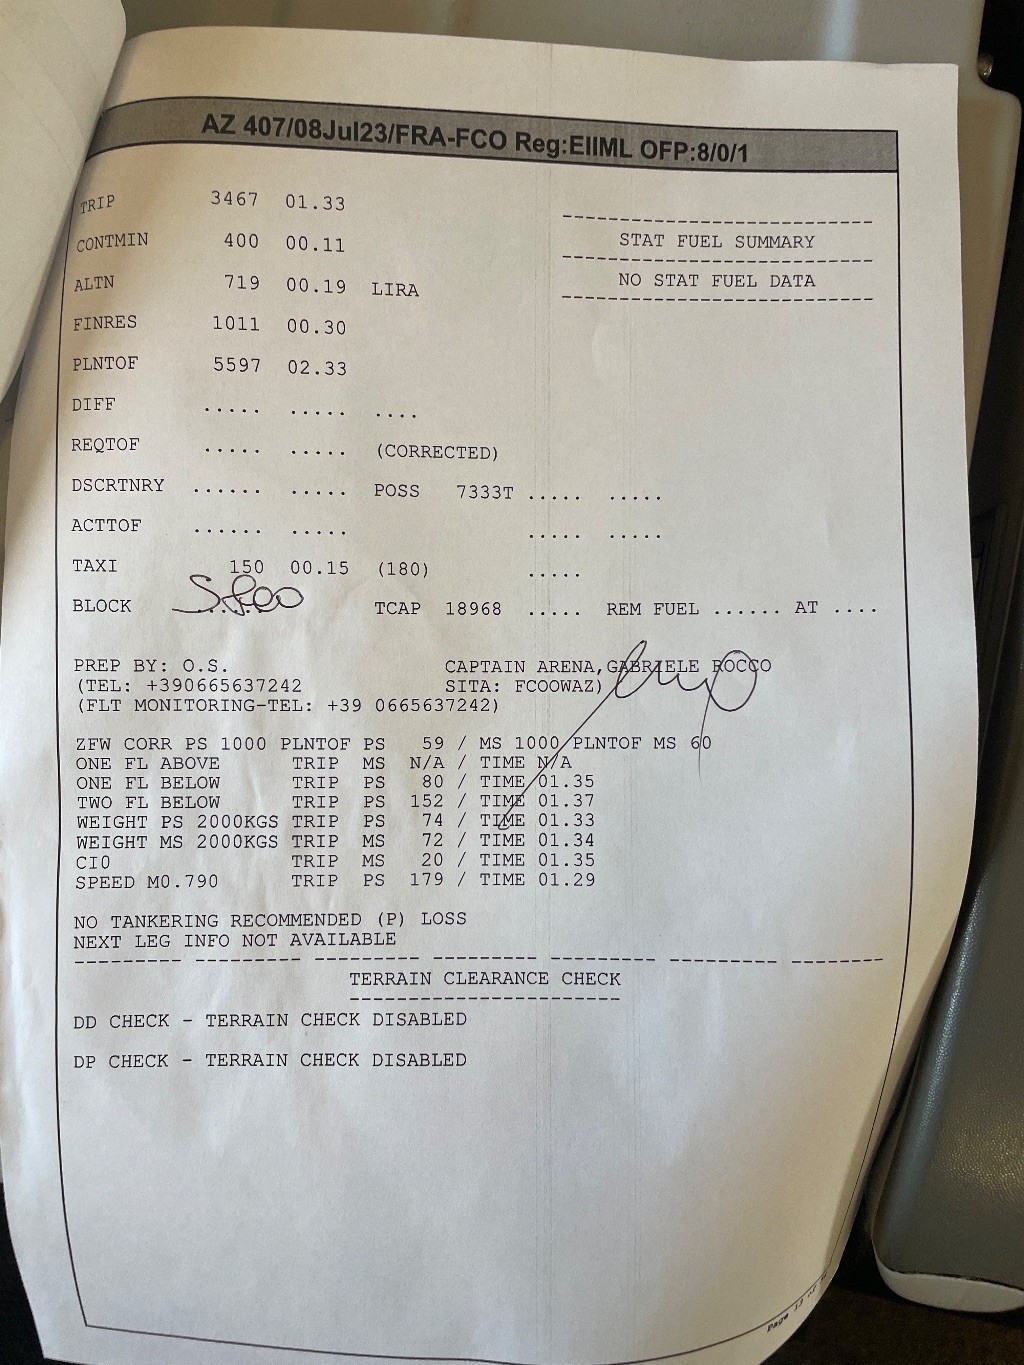 AZ 407/08Jul23/FRA-FCO Reg:EIIML OFP:8/0/1
TRIP 3467 01.33
CONTMIN 400 00.11
ALTN 719 00.19 LIRA
FINRES 1011 00.30
PLNTOF 5597 02.33
DIFF ..... ..... ....
REQTOF ..... ..... (CORRECTED)
DSCRTNRY ...... ..... POSS 7333T ..... .....
ACTTOF ...... ..... ..... .....
TAXI 150 00.15 (180) .....
BLOCK TCAP 18968 ..... REM FUEL ...... AT ....
------------------------
STAT FUEL SUMMARY
------------------------
NO STAT FUEL DATA
------------------------
PREP BY: O.S. CAPTAIN ARENA,GABRIELE ROCCO
(TEL: +390665637242 SITA: FCOOWAZ)
(FLT MONITORING-TEL: +39 0665637242)
ZFW CORR PS 1000 PLNTOF PS 59 / MS 1000 PLNTOF MS 60
ONE FL ABOVE TRIP MS N/A / TIME N/A
ONE FL BELOW TRIP PS 80 / TIME 01.35
TWO FL BELOW TRIP PS 152 / TIME 01.37
WEIGHT PS 2000KGS TRIP PS 74 / TIME 01.33
WEIGHT MS 2000KGS TRIP MS 72 / TIME 01.34
CI0 TRIP MS 20 / TIME 01.35
SPEED M0.790 TRIP PS 179 / TIME 01.29
NO TANKERING RECOMMENDED (P) LOSS
NEXT LEG INFO NOT AVAILABLE
--------- --------- --------- --------- --------- --------- --------
TERRAIN CLEARANCE CHECK
-----------------------
DD CHECK - TERRAIN CHECK DISABLED
DP CHECK - TERRAIN CHECK DISABLED
Page